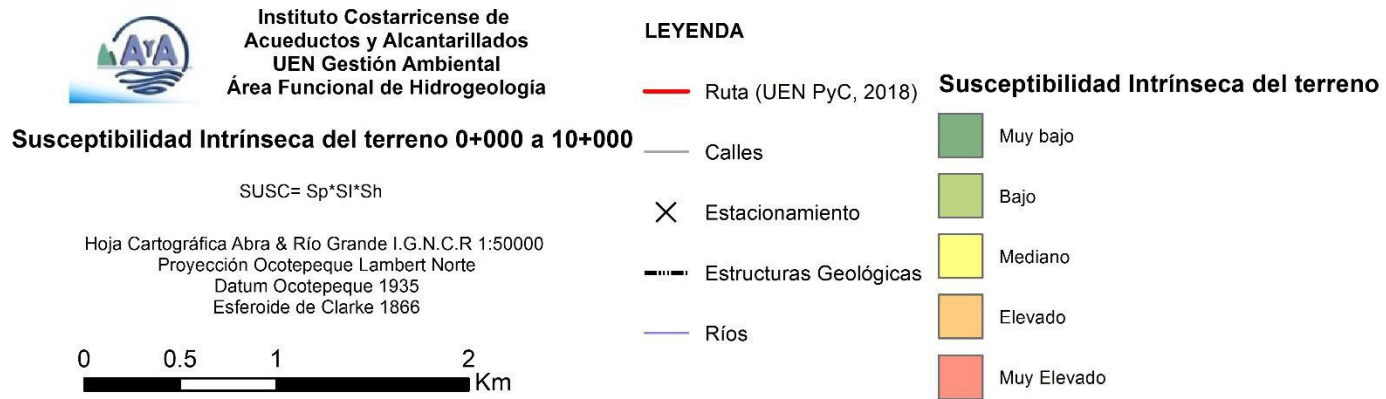 AyA
Instituto Costarricense de
Acueductos y Alcantarillados
UEN Gestión Ambiental
Área Funcional de Hidrogeología
Susceptibilidad Intrínseca del terreno 0+000 a 10+000
SUSC= Sp*Sl*Sh
Hoja Cartográfica Abra & Río Grande I.G.N.C.R 1:50000
Proyección Ocotepeque Lambert Norte
Datum Ocotepeque 1935
Esferoide de Clarke 1866
0 0.5 1 2
Km
LEYENDA
Ruta (UEN PyC, 2018)
Calles
Estacionamiento
Estructuras Geológicas
Ríos
Susceptibilidad Intrínseca del terreno
Muy bajo
Bajo
Mediano
Elevado
Muy Elevado